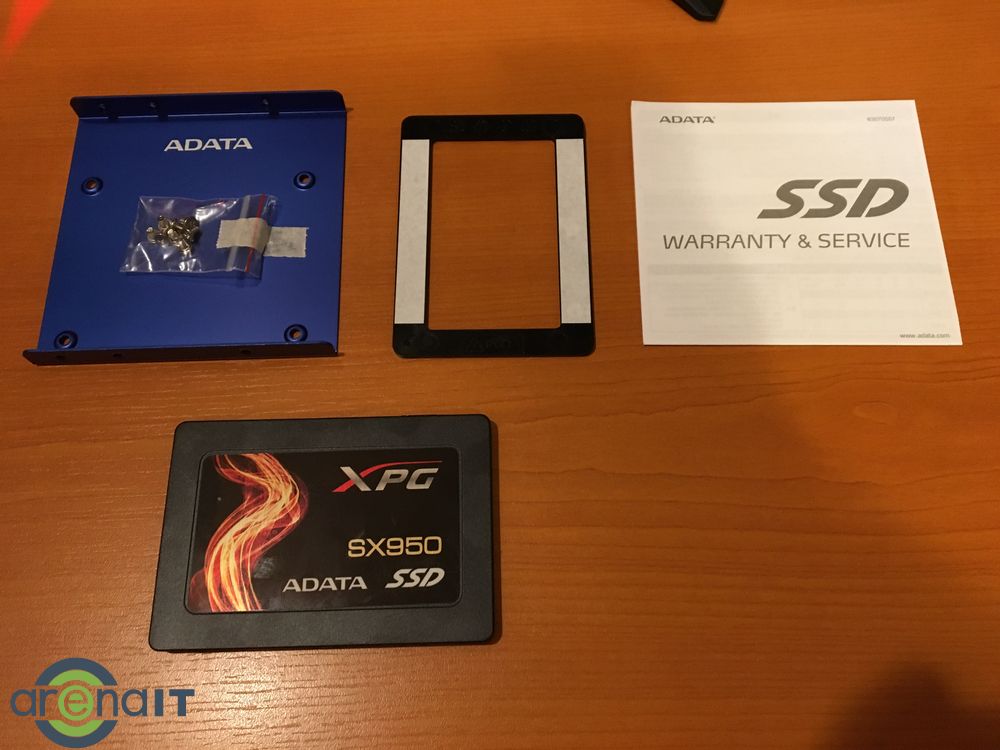 ADATA
ADATA
SSD
WARRANTY & SERVICE
www.adata.com
XPG
SX950
ADATA SSD
arenaIT